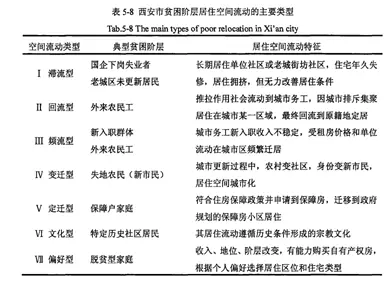 表 5-8 西安市贫困阶层居住空间流动的主要类型
Tab.5-8 The main types of poor relocation in Xi'an city
空间流动类型 典型贫困阶层 居住空间流动特征
Ⅰ 滞流型 国企下岗失业者 老城区未更新居民 长期居住单位社区或老城街坊社区，住宅年久失
修，居住拥挤，但无力改善居住条件
Ⅱ 回流型 外来农民工 推拉作用社会流动到城市务工，因城市排斥集聚
居住在城市某一区域，最终回流到原籍地定居
Ⅲ 频流型 新入职群体 外来农民工 城市务工新入职收入不稳定，受租房价格和单位
流动在城市区频繁迁居
Ⅳ 变迁型 失地农民（新市民） 城市更新过程中，农村变社区，身份变新市民，
居住空间城市化
Ⅴ 定迁型 保障户家庭 符合住房保障政策并申请到保障房，迁移到政府
规划的保障房小区居住
Ⅵ 文化型 特定历史社区居民 其居住流动遵循历史条件形成的宗教文化
Ⅶ 偏好型 脱贫型家庭 收入、地位、阶层改变，有能力购买自有产权房，
根据个人偏好选择居住区位和住宅类型